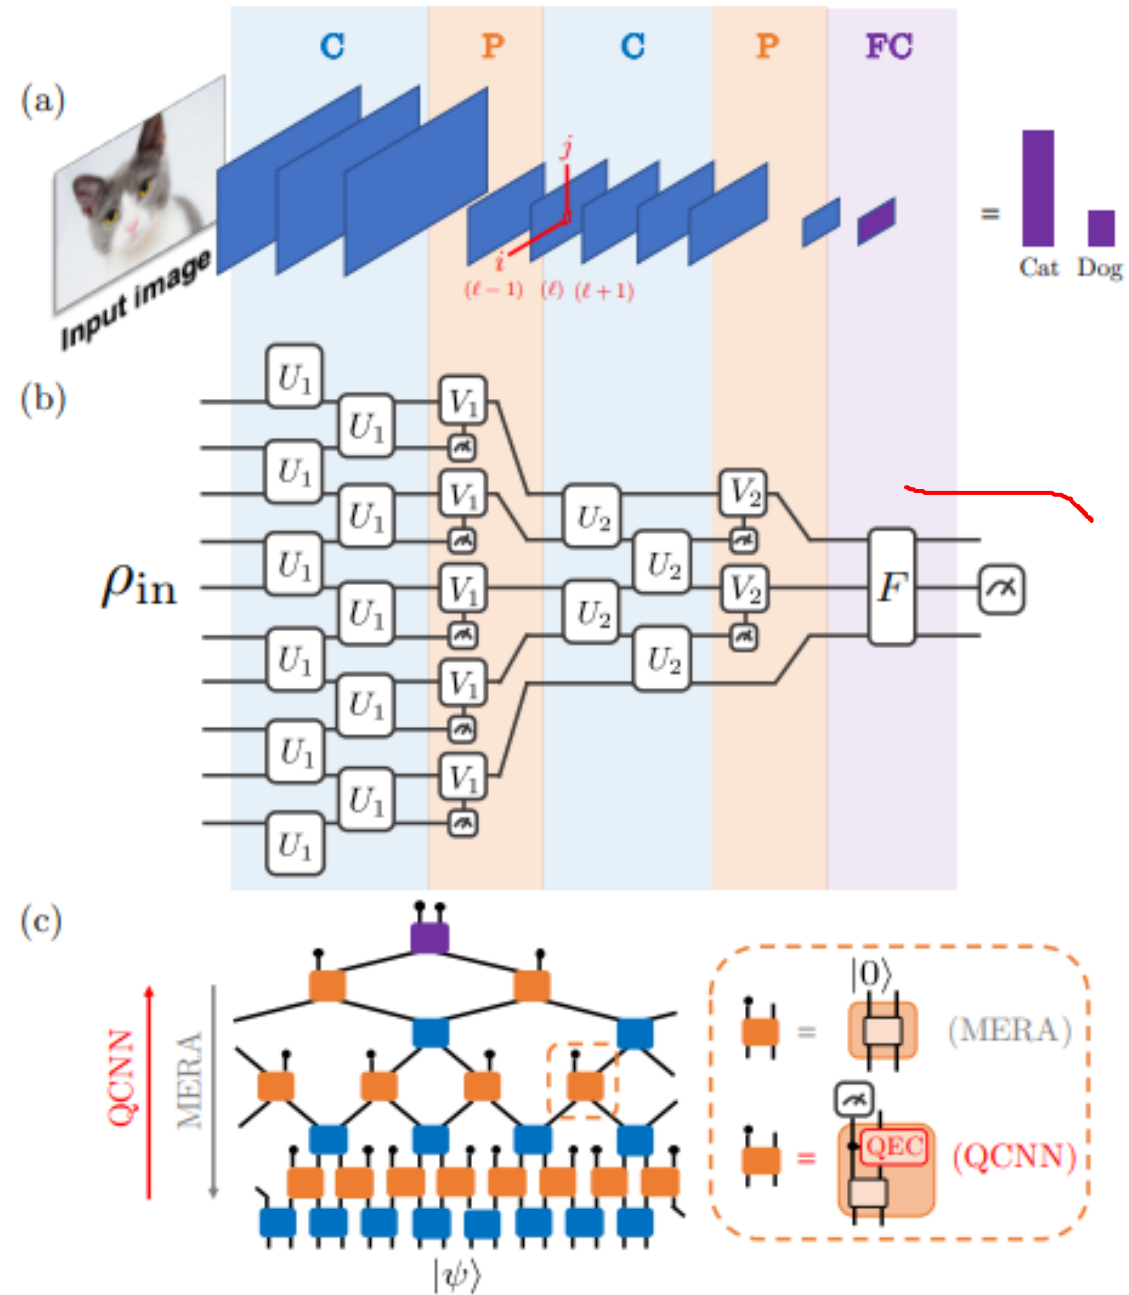 C P C P FC
(a)
j
i
(ℓ − 1) (ℓ) (ℓ + 1)
Input image
=
Cat Dog
(b)
U₁
U₁
V₁
U₁
V₁
U₁
U₂
V₂
U₁
U₂
ρin
V₁
V₂
F
U₁
U₂
U₁
V₁
U₂
U₁
U₁
V₁
U₁
U₁
(c)
QCNN
MERA
|ψ⟩
|0⟩
= (MERA)
QEC
= (QCNN)